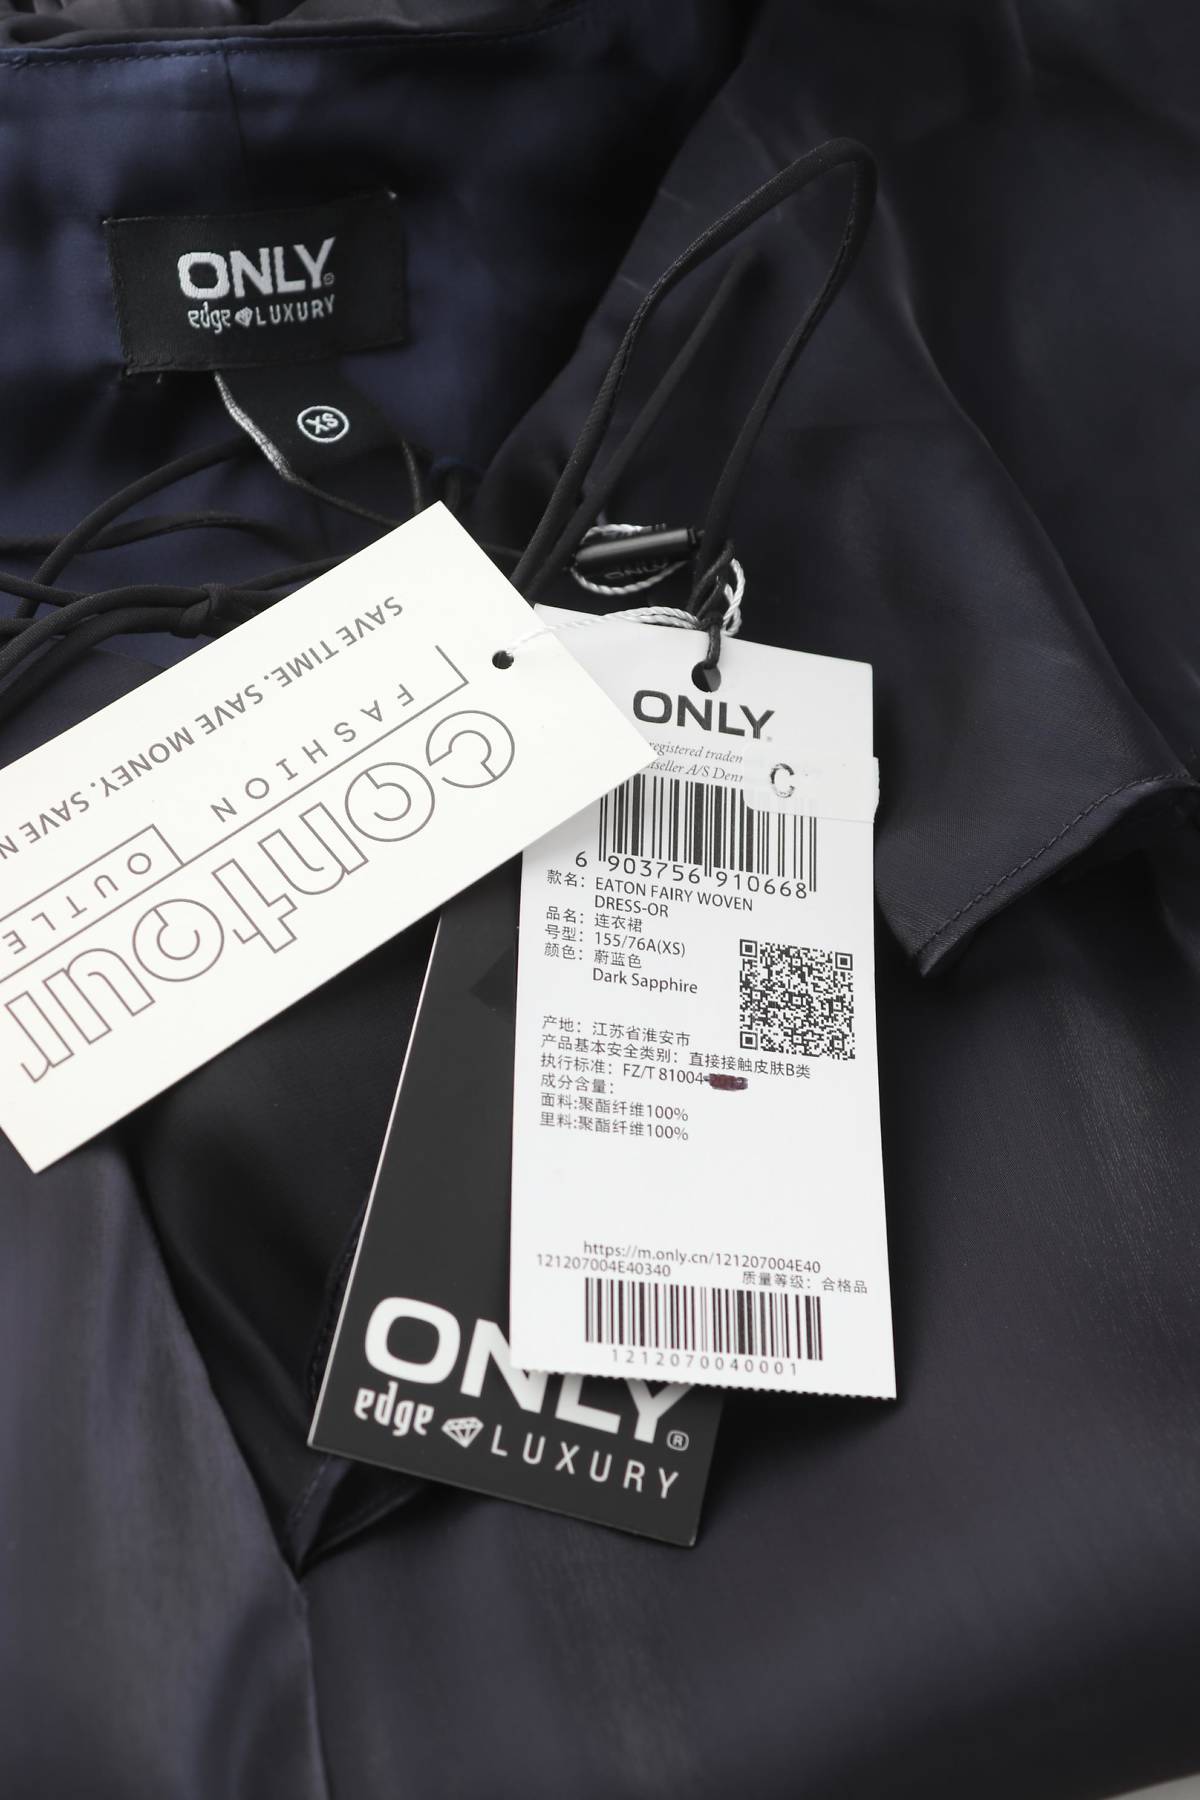 ONLY®
edge LUXURY
XS
ONLY
contour
FASHION
OUTLE
SAVE TIME. SAVE MONEY. SAVE
ONLY®
registered
A/S
C
6 903756 910668
款名: EATON FAIRY WOVEN
DRESS-OR
品名: 连衣裙
号型: 155/76A(XS)
颜色: 蔚蓝色
Dark Sapphire
产地: 江苏省淮安市
产品基本安全类别: 直接接触皮肤B类
执行标准: FZ/T 81004-
成分含量:
面料:聚酯纤维100%
里料:聚酯纤维100%
https://m.only.cn/121207004E40
121207004E40340 质量等级: 合格品
1212070040001
ONLY®
edge LUXURY